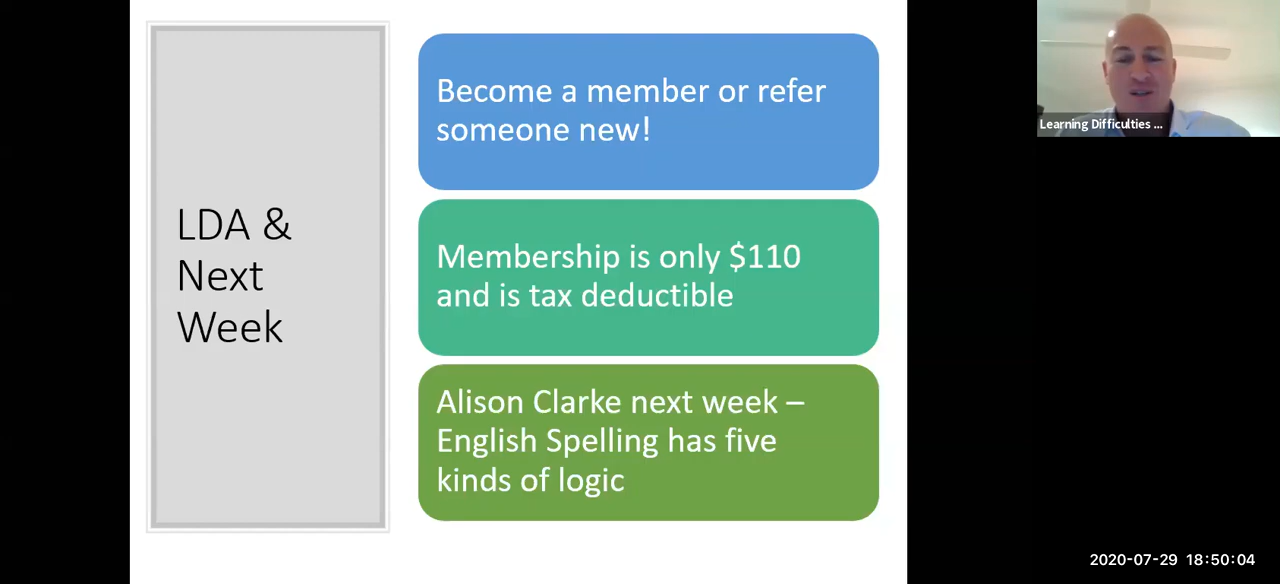 LDA &
Next
Week
Become a member or refer
someone new!
Membership is only $110
and is tax deductible
Alison Clarke next week –
English Spelling has five
kinds of logic
Learning Difficulties ...
2020-07-29 18:50:04